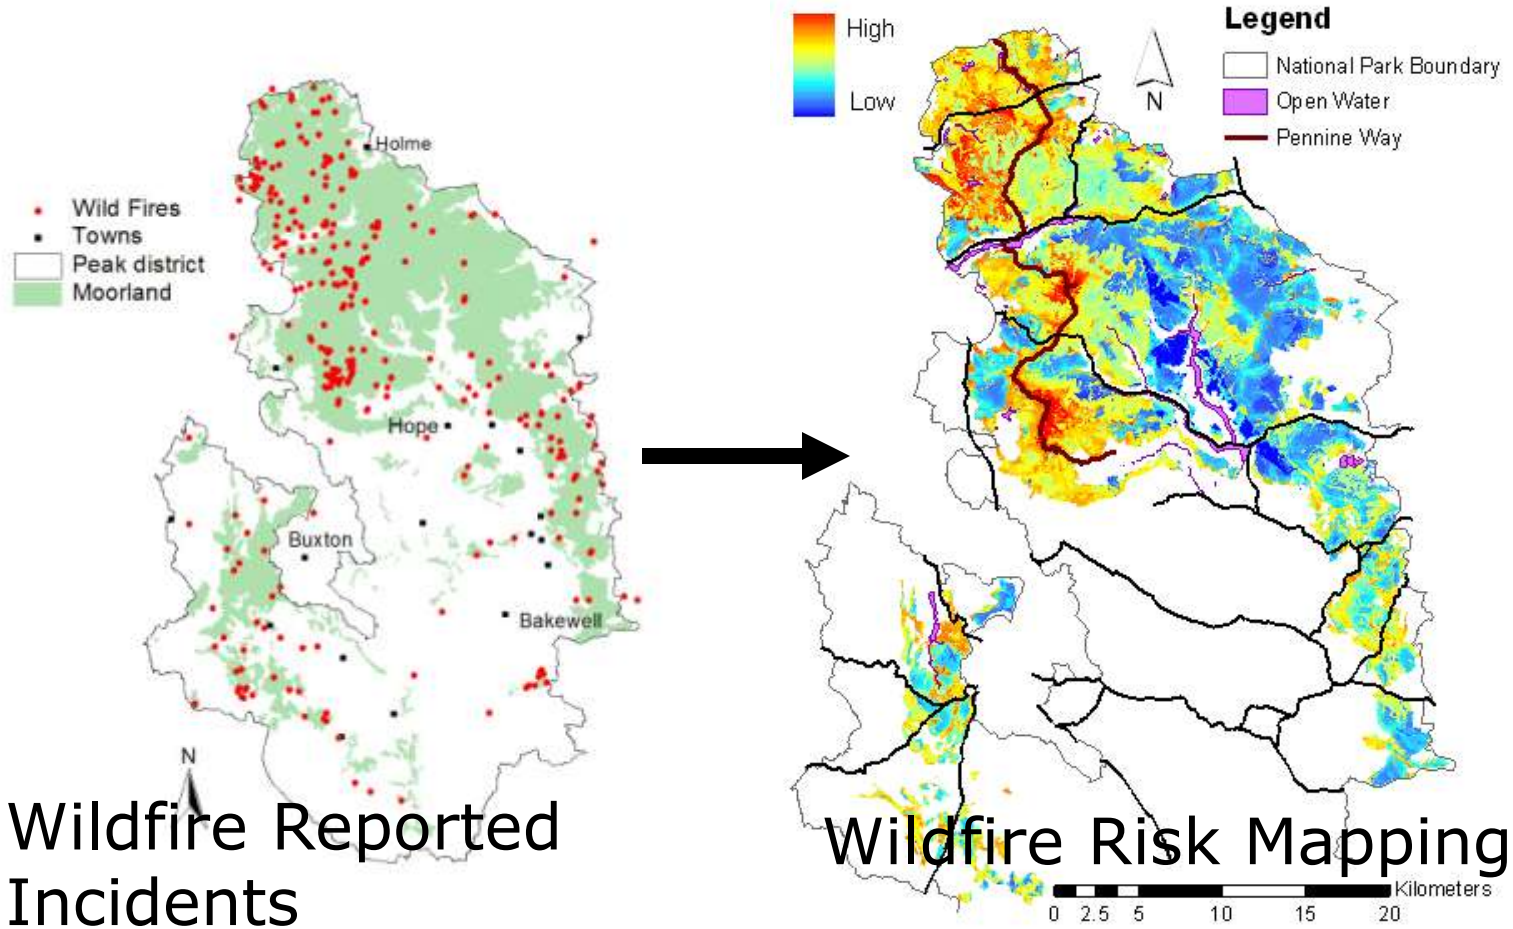 Holme
Wild Fires
Towns
Peak district
Moorland
Hope
Buxton
Bakewell
N
Wildfire Reported
Incidents
High
Low
N
Legend
National Park Boundary
Open Water
Pennine Way
Wildfire Risk Mapping
Kilometers
0 2.5 5 10 15 20